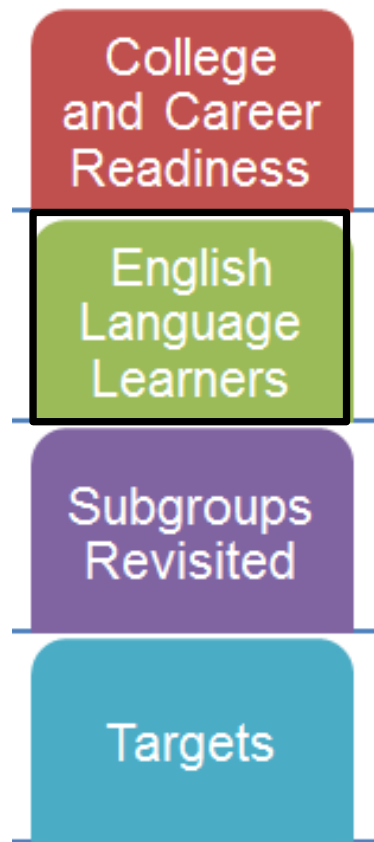 College
and Career
Readiness
English
Language
Learners
Subgroups
Revisited
Targets